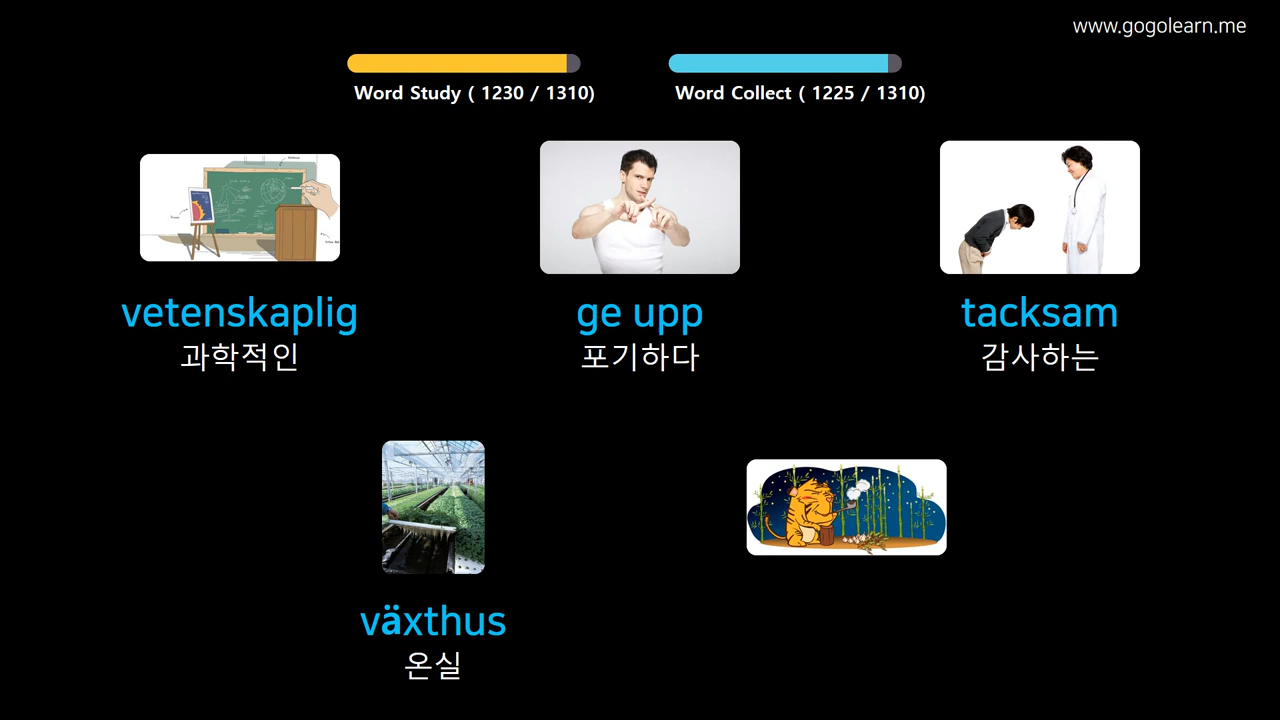 www.gogolearn.me
Word Study ( 1230 / 1310)
Word Collect ( 1225 / 1310)
vetenskaplig
과학적인
ge upp
포기하다
tacksam
감사하는
växthus
온실